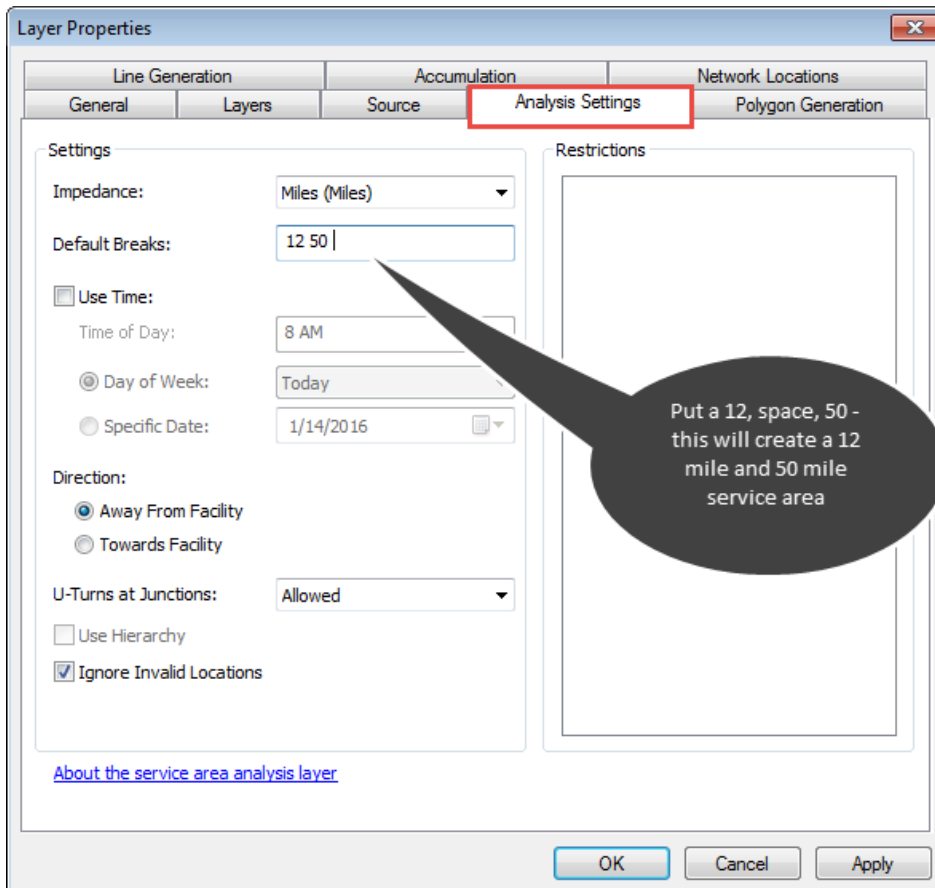 Layer Properties
Line Generation
Accumulation
Network Locations
General
Layers
Source
Analysis Settings
Polygon Generation
Settings
Impedance:
Miles (Miles)
Default Breaks:
12 50
Use Time:
Time of Day:
8 AM
Day of Week:
Today
Specific Date:
1/14/2016
Direction:
Away From Facility
Towards Facility
U-Turns at Junctions:
Allowed
Use Hierarchy
Ignore Invalid Locations
Restrictions
Put a 12, space, 50 -
this will create a 12
mile and 50 mile
service area
About the service area analysis layer
OK
Cancel
Apply